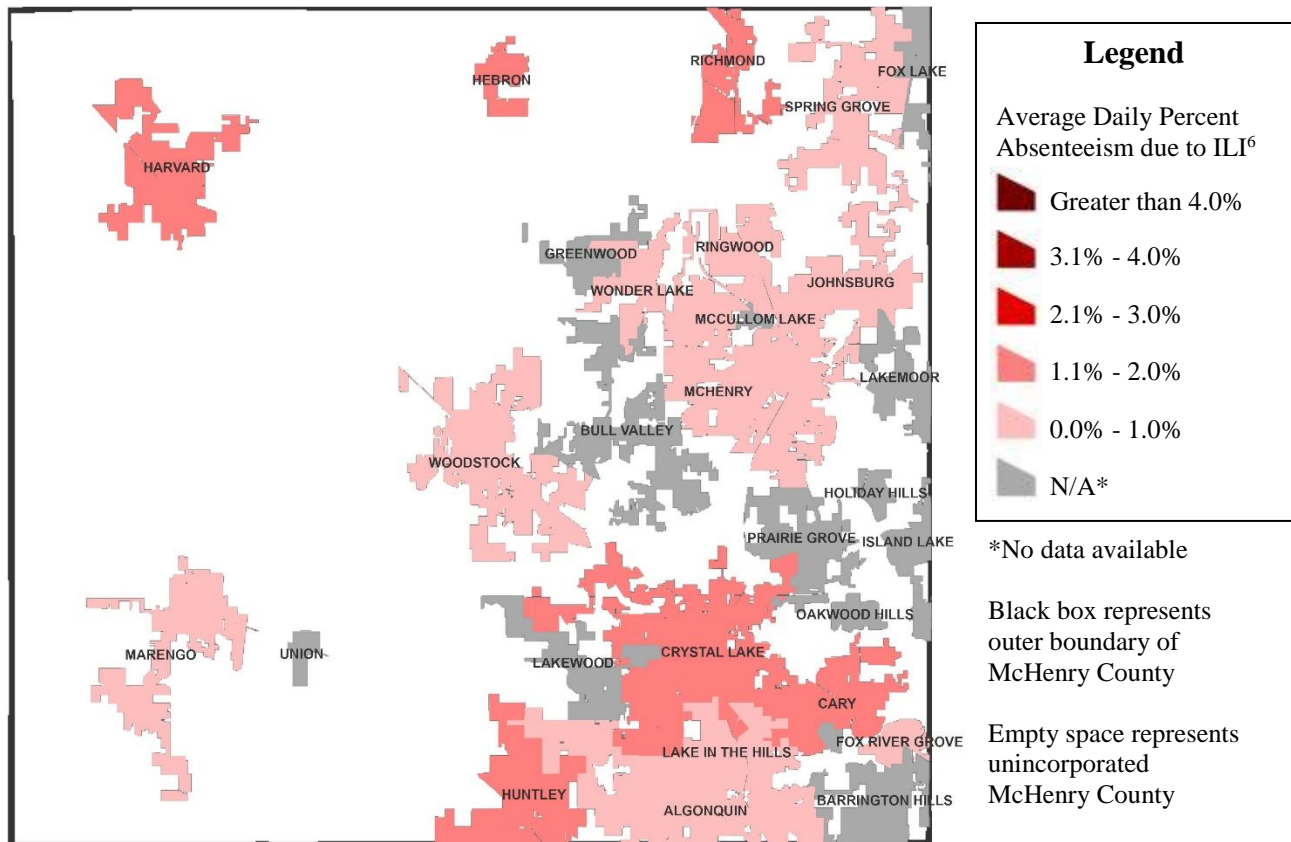 RICHMOND
HEBRON
FOX LAKE
SPRING GROVE
HARVARD
GREENWOOD
RINGWOOD
WONDER LAKE
JOHNSBURG
MCCULLOM LAKE
LAKEMOOR
MCHENRY
BULL VALLEY
WOODSTOCK
HOLIDAY HILLS
PRAIRIE GROVE
ISLAND LAKE
OAKWOOD HILLS
MARENGO
UNION
LAKEWOOD
CRYSTAL LAKE
CARY
LAKE IN THE HILLS
FOX RIVER GROVE
HUNTLEY
ALGONQUIN
BARRINGTON HILLS
Legend
Average Daily Percent
Absenteeism due to ILI⁶
Greater than 4.0%
3.1% - 4.0%
2.1% - 3.0%
1.1% - 2.0%
0.0% - 1.0%
N/A*
*No data available
Black box represents
outer boundary of
McHenry County
Empty space represents
unincorporated
McHenry County